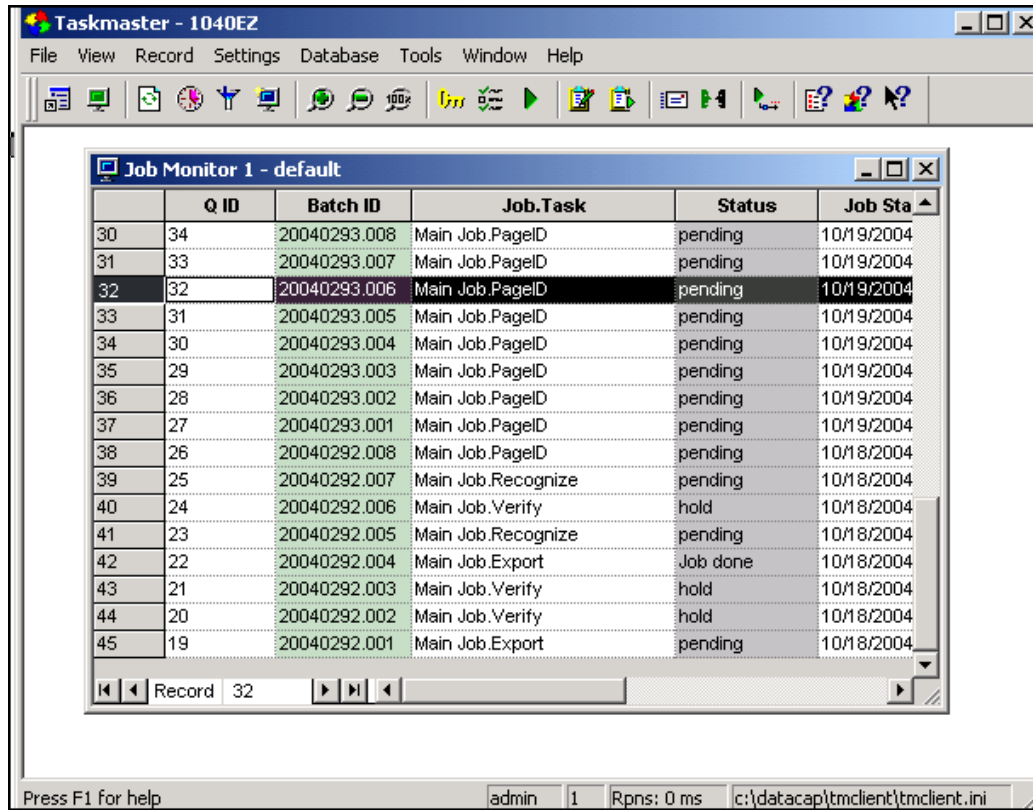 Taskmaster - 1040EZ
File View Record Settings Database Tools Window Help
100%
Job Monitor 1 - default
Q ID Batch ID Job.Task Status Job Sta
30 34 20040293.008 Main Job.PageID pending 10/19/2004
31 33 20040293.007 Main Job.PageID pending 10/19/2004
32 32 20040293.006 Main Job.PageID pending 10/19/2004
33 31 20040293.005 Main Job.PageID pending 10/19/2004
34 30 20040293.004 Main Job.PageID pending 10/19/2004
35 29 20040293.003 Main Job.PageID pending 10/19/2004
36 28 20040293.002 Main Job.PageID pending 10/19/2004
37 27 20040293.001 Main Job.PageID pending 10/19/2004
38 26 20040292.008 Main Job.PageID pending 10/18/2004
39 25 20040292.007 Main Job.Recognize pending 10/18/2004
40 24 20040292.006 Main Job.Verify hold 10/18/2004
41 23 20040292.005 Main Job.Recognize pending 10/18/2004
42 22 20040292.004 Main Job.Export Job done 10/18/2004
43 21 20040292.003 Main Job.Verify hold 10/18/2004
44 20 20040292.002 Main Job.Verify hold 10/18/2004
45 19 20040292.001 Main Job.Export pending 10/18/2004
Record 32
Press F1 for help admin 1 Rpns: 0 ms c:\datacap\tmclient\tmclient.ini